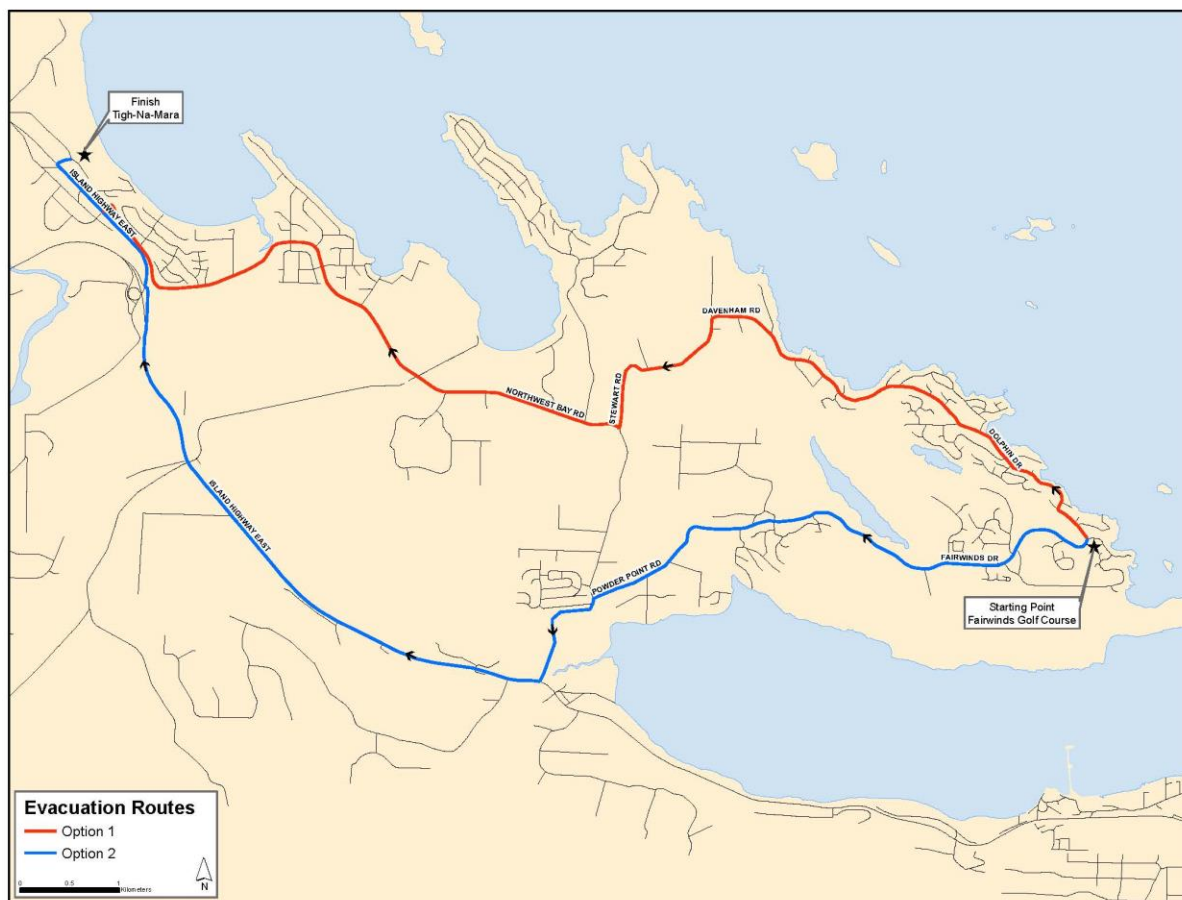 Finish
Tigh-Na-Mara
ISLAND HIGHWAY EAST
DAVENHAM RD
STEWART RD
NORTHWEST BAY RD
DOLPHIN DR
ISLAND HIGHWAY EAST
POWDER POINT RD
FAIRWINDS DR
Starting Point
Fairwinds Golf Course
Evacuation Routes
Option 1
Option 2
0 0.5 1
Kilometers
N